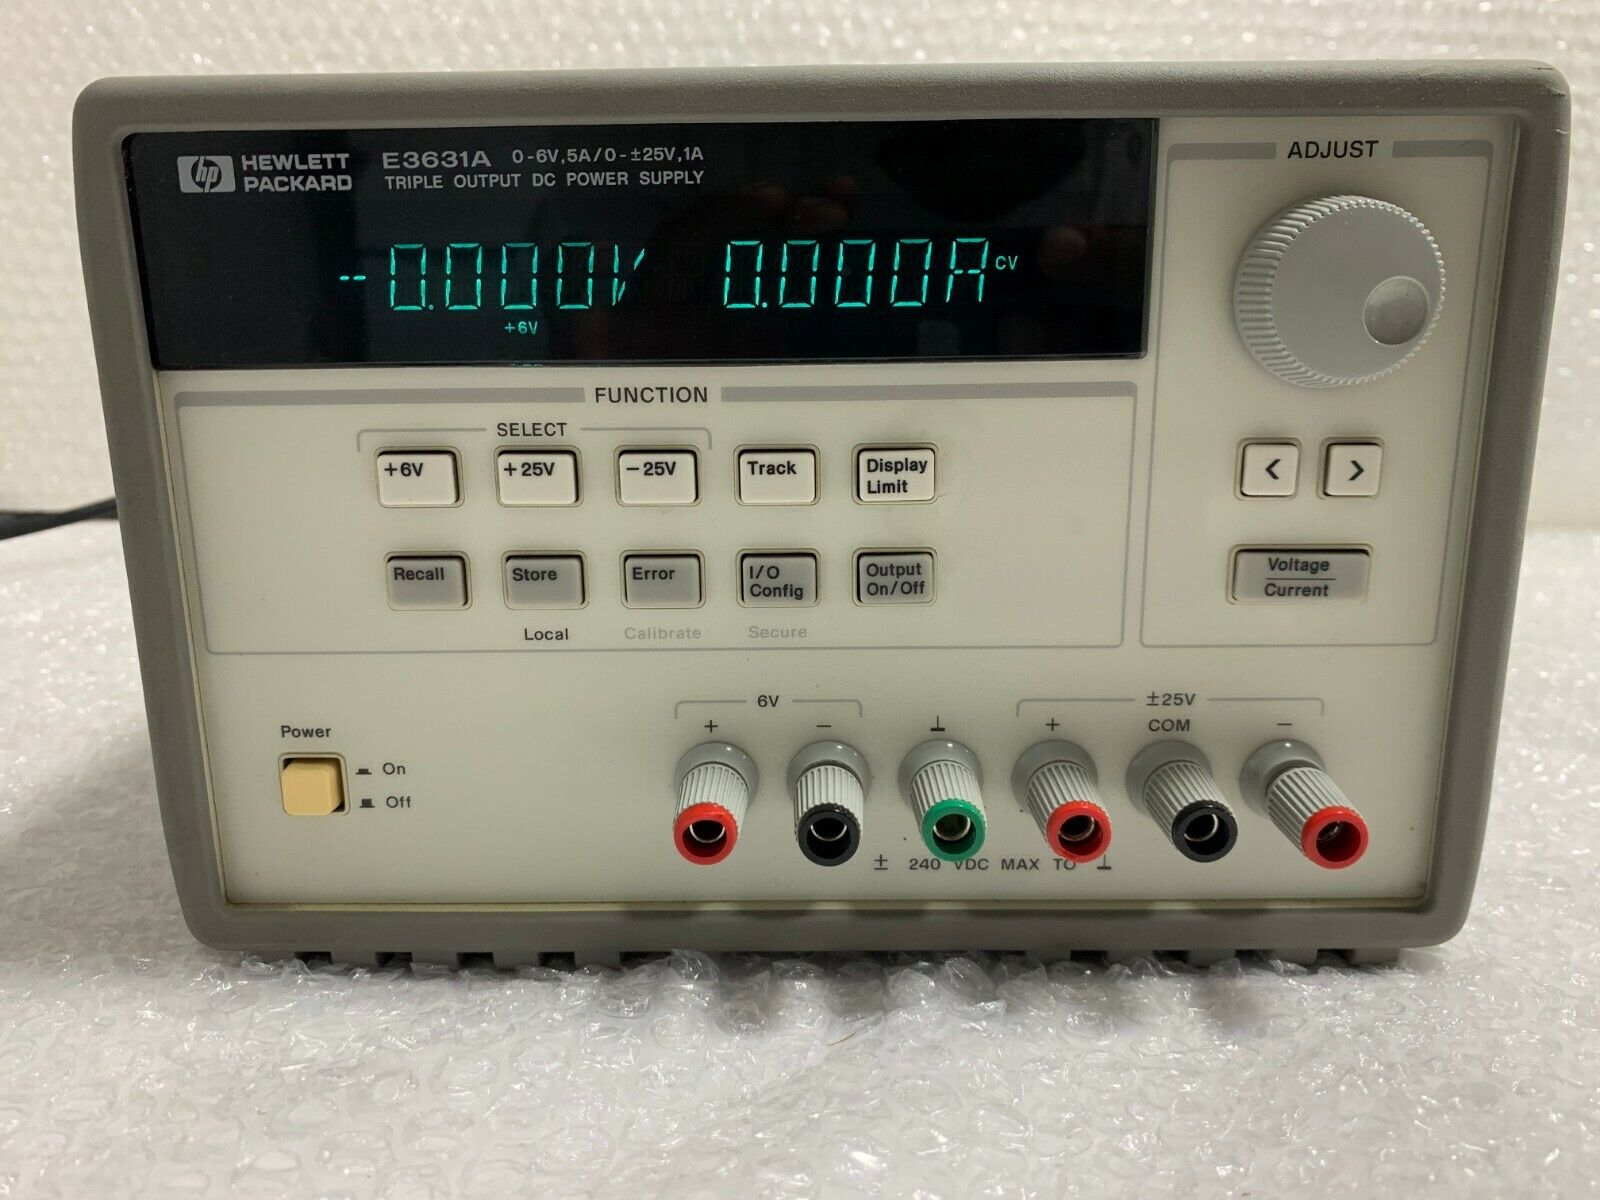 hp HEWLETT PACKARD
E3631A 0-6V,5A/0-±25V,1A
TRIPLE OUTPUT DC POWER SUPPLY
ADJUST
-0.000V 0.000A CV
+6V
FUNCTION
SELECT
+6V +25V -25V Track Display Limit
< >
Recall Store Error I/O Config Output On/Off
Voltage
Current
Local Calibrate Secure
6V ±25V
+ - ⊥ + COM -
Power
On
Off
± 240 VDC MAX TO ⊥